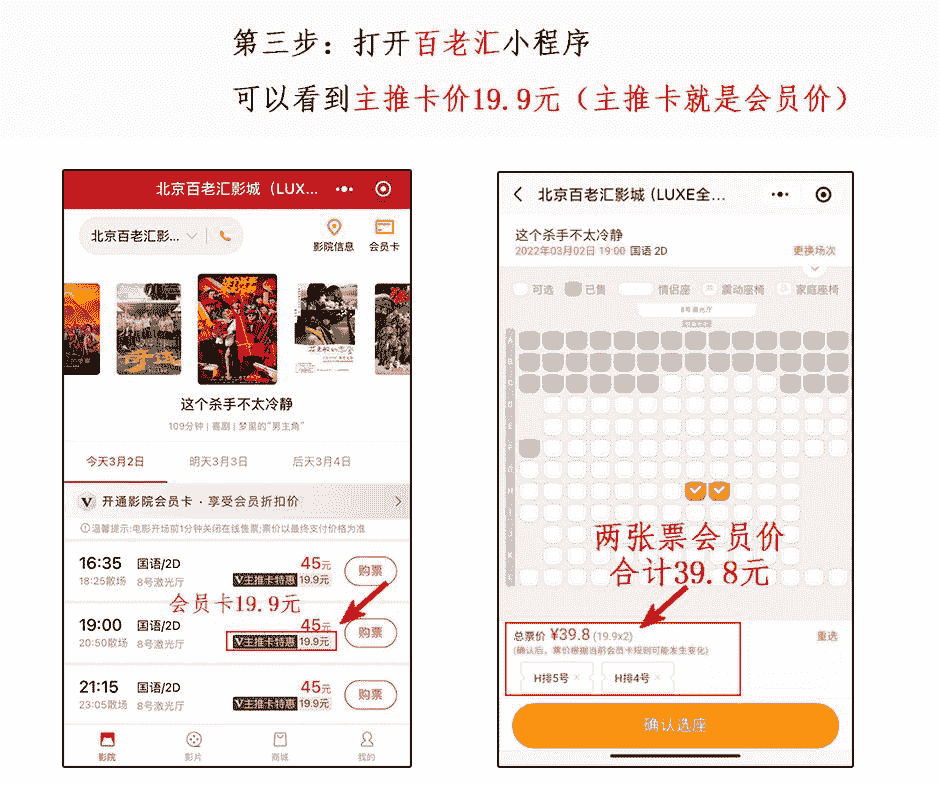 第三步：打开百老汇小程序
可以看到主推卡价19.9元（主推卡就是会员价）
北京百老汇影城（LUX...
北京百老汇影...
影院信息
会员卡
这个杀手不太冷静
109分钟 | 喜剧 | 梦圆的“男主角”
今天3月2日
明天3月3日
后天3月4日
V 开通影院会员卡 · 享受会员折扣价
温馨提示:电影开场前1分钟关闭在线售票;票价以最终支付价格为准
16:35 国语/2D 45元 购票
18:25散场 8号激光厅 V主推卡特惠 19.9元
会员卡19.9元
19:00 国语/2D 45元 购票
20:50散场 8号激光厅 V主推卡特惠 19.9元
21:15 国语/2D 45元 购票
23:05散场 8号激光厅 V主推卡特惠 19.9元
影院
影片
商城
我的
北京百老汇影城 (LUXE全...
这个杀手不太冷静
2022年03月02日 19:00 国语 2D
更换场次
可选
已售
情侣座
震动座椅
家庭座椅
8号激光厅
两张票会员价
合计39.8元
总票价 ¥39.8 (19.9x2)
重选
(确认后，票价根据当前会员卡规则可能发生变化)
H排5号 ×
H排4号 ×
确认选座